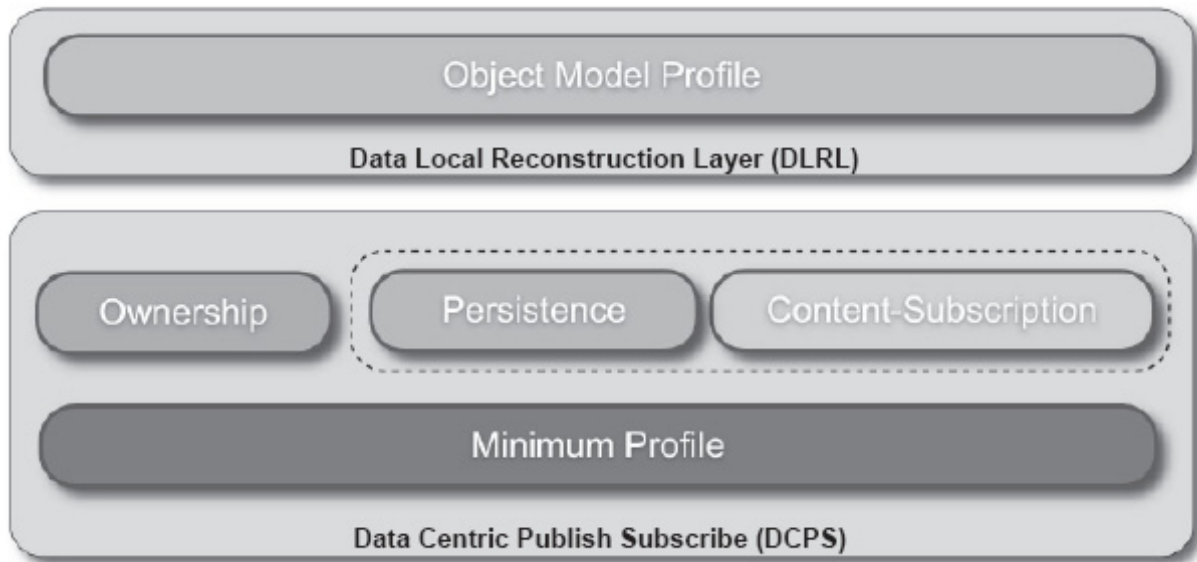 Object Model Profile
Data Local Reconstruction Layer (DLRL)
Ownership
Persistence
Content-Subscription
Minimum Profile
Data Centric Publish Subscribe (DCPS)